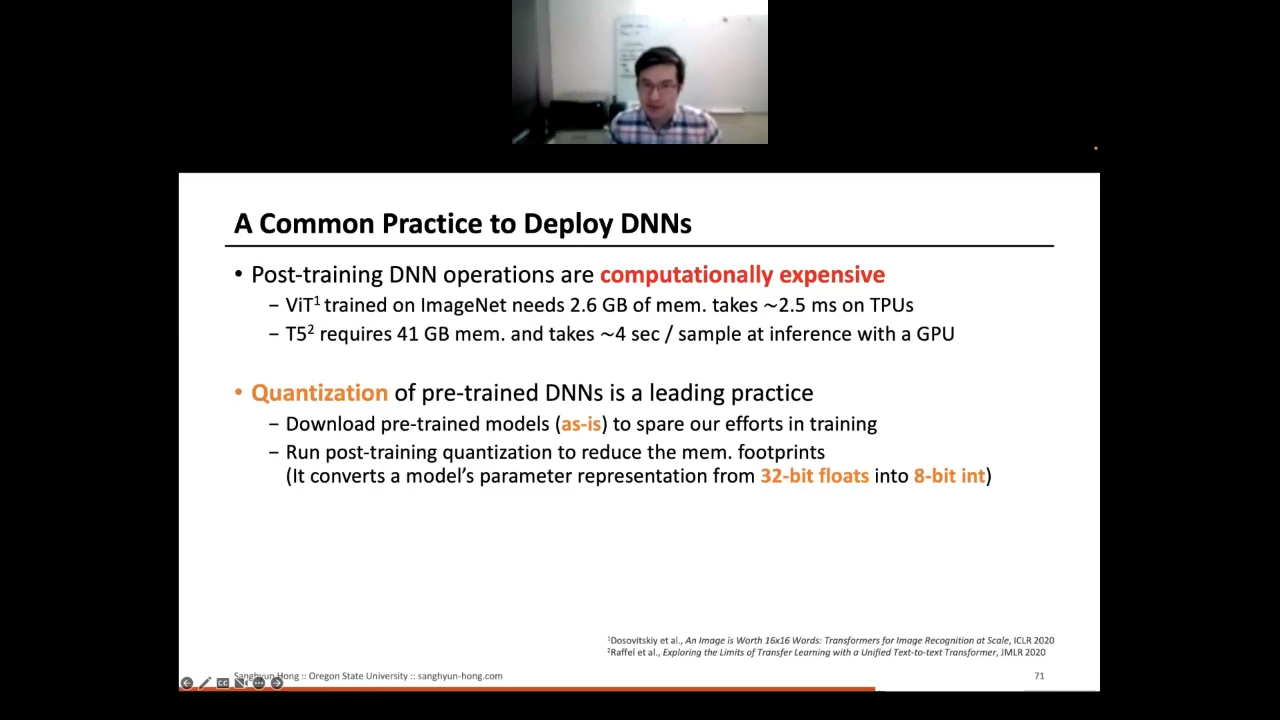 A Common Practice to Deploy DNNs
• Post-training DNN operations are computationally expensive
− ViT¹ trained on ImageNet needs 2.6 GB of mem. takes ~2.5 ms on TPUs
− T5² requires 41 GB mem. and takes ~4 sec / sample at inference with a GPU
• Quantization of pre-trained DNNs is a leading practice
− Download pre-trained models (as-is) to spare our efforts in training
− Run post-training quantization to reduce the mem. footprints
(It converts a model’s parameter representation from 32-bit floats into 8-bit int)
¹Dosovitskiy et al., An Image is Worth 16x16 Words: Transformers for Image Recognition at Scale, ICLR 2020
²Raffel et al., Exploring the Limits of Transfer Learning with a Unified Text-to-text Transformer, JMLR 2020
Sanghyun Hong :: Oregon State University :: sanghyun-hong.com
71